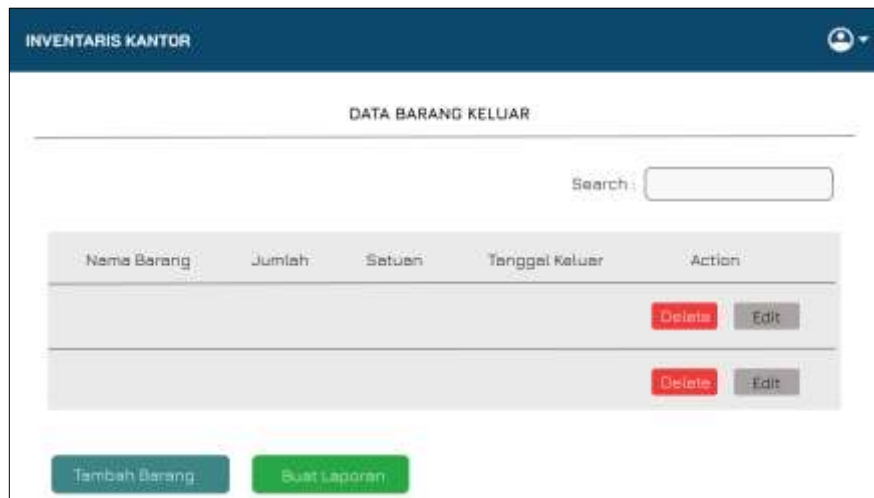 INVENTARIS KANTOR
DATA BARANG KELUAR
Search :
Nama Barang Jumlah Satuan Tanggal Keluar Action
Delete Edit
Delete Edit
Tambah Barang Buat Laporan